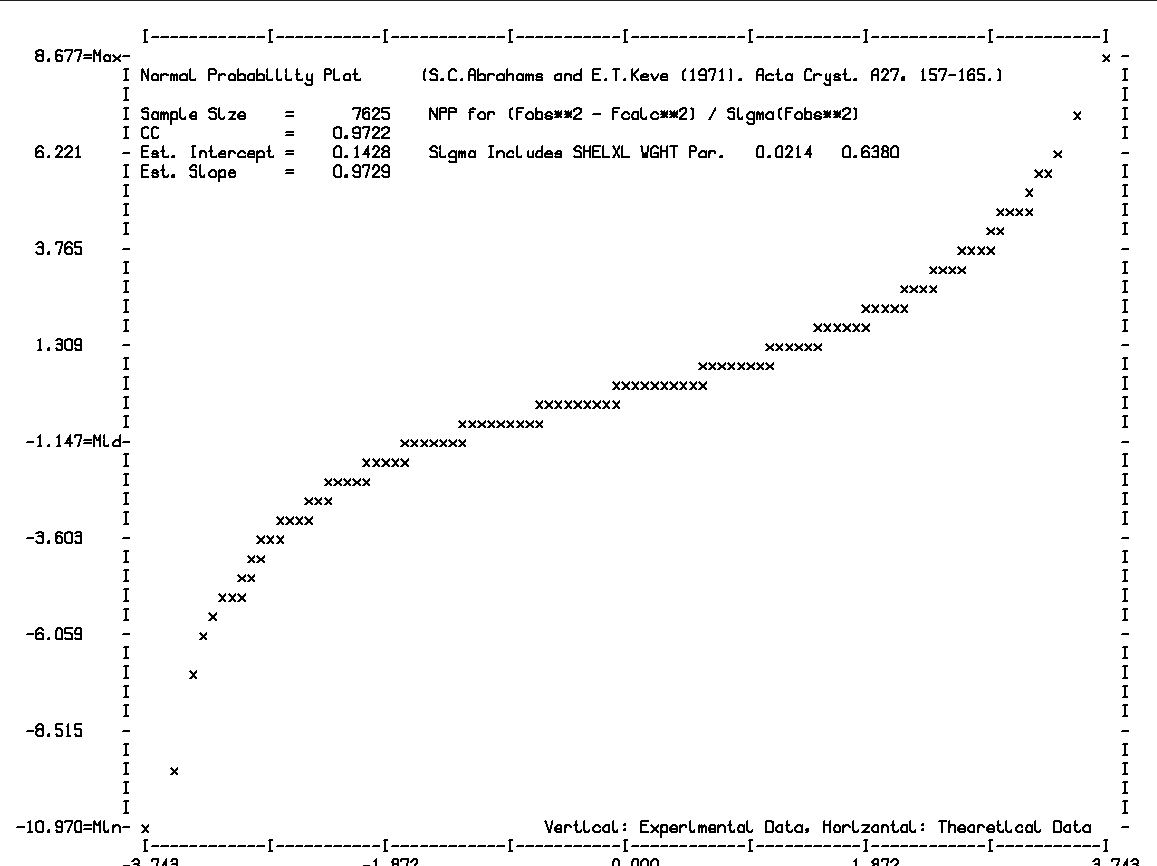 8.677=Max
Normal Probability Plot (S.C.Abrahams and E.T.Keve (1971). Acta Cryst. A27, 157-165.)
Sample Size = 7625 NPP for (Fobs**2 - Fcalc**2) / Sigma(Fobs**2)
CC = 0.9722
6.221 Est. Intercept = 0.1428 Sigma Includes SHELXL WGHT Par. 0.0214 0.6380
Est. Slope = 0.9729
3.765
1.309
-1.147=Mid
-3.603
-6.059
-8.515
-10.970=Min Vertical: Experimental Data, Horizontal: Theoretical Data
-3.743 -1.872 0.000 1.872 3.743